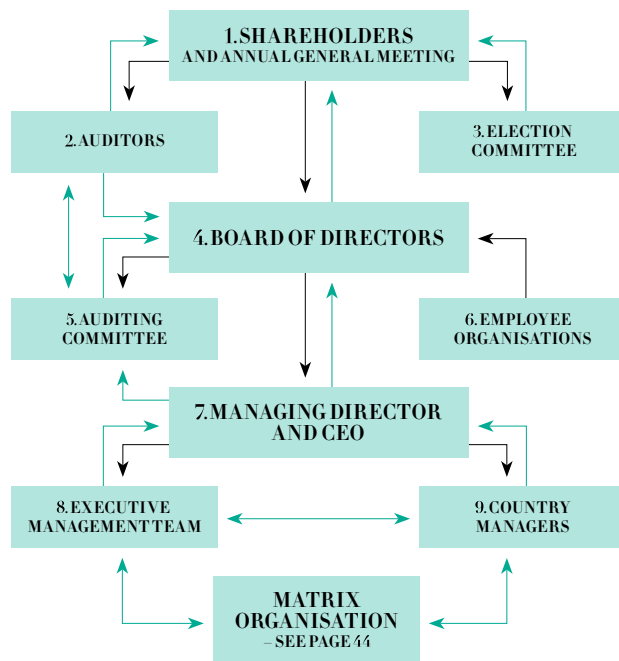 1. SHAREHOLDERS
AND ANNUAL GENERAL MEETING
2. AUDITORS
3. ELECTION
COMMITTEE
4. BOARD OF DIRECTORS
5. AUDITING
COMMITTEE
6. EMPLOYEE
ORGANISATIONS
7. MANAGING DIRECTOR
AND CEO
8. EXECUTIVE
MANAGEMENT TEAM
9. COUNTRY
MANAGERS
MATRIX
ORGANISATION
– SEE PAGE 44